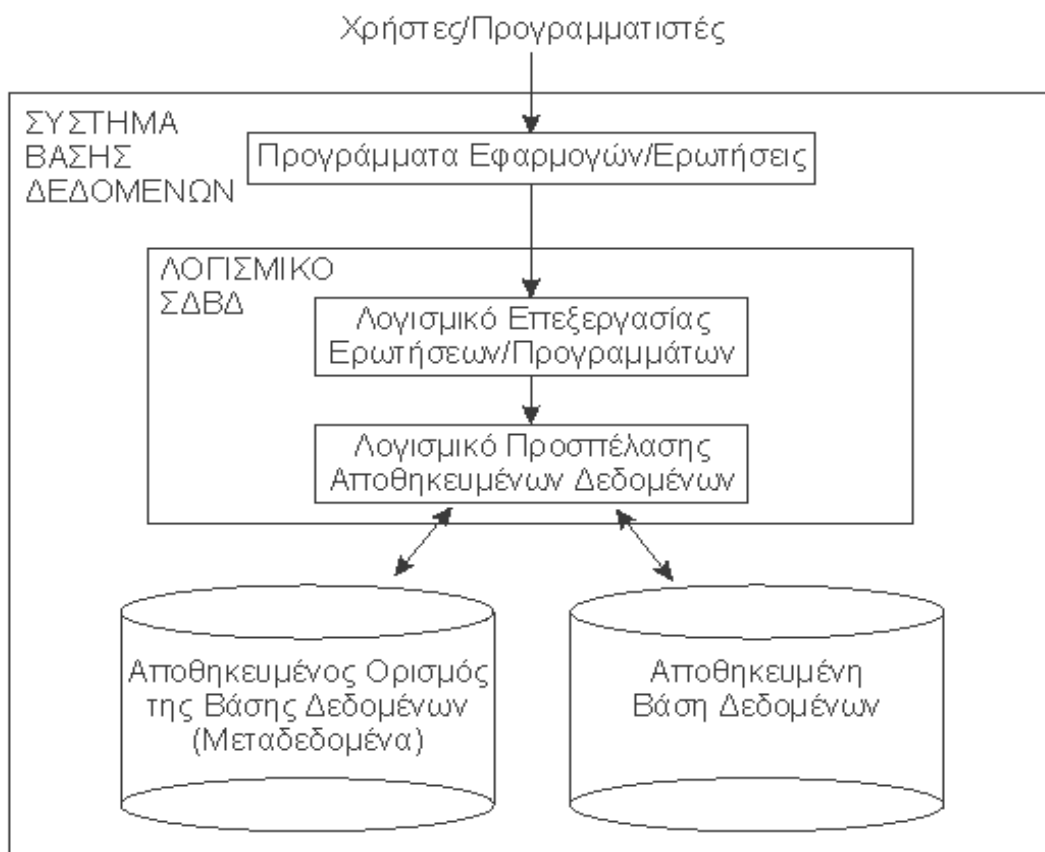 Χρήστες/Προγραμματιστές
ΣΥΣΤΗΜΑ
ΒΑΣΗΣ
ΔΕΔΟΜΕΝΩΝ
Προγράμματα Εφαρμογών/Ερωτήσεις
ΛΟΓΙΣΜΙΚΟ
ΣΔΒΔ
Λογισμικό Επεξεργασίας
Ερωτήσεων/Προγραμμάτων
Λογισμικό Προσπέλασης
Αποθηκευμένων Δεδομένων
Αποθηκευμένος Ορισμός
της Βάσης Δεδομένων
(Μεταδεδομένα)
Αποθηκευμένη
Βάση Δεδομένων